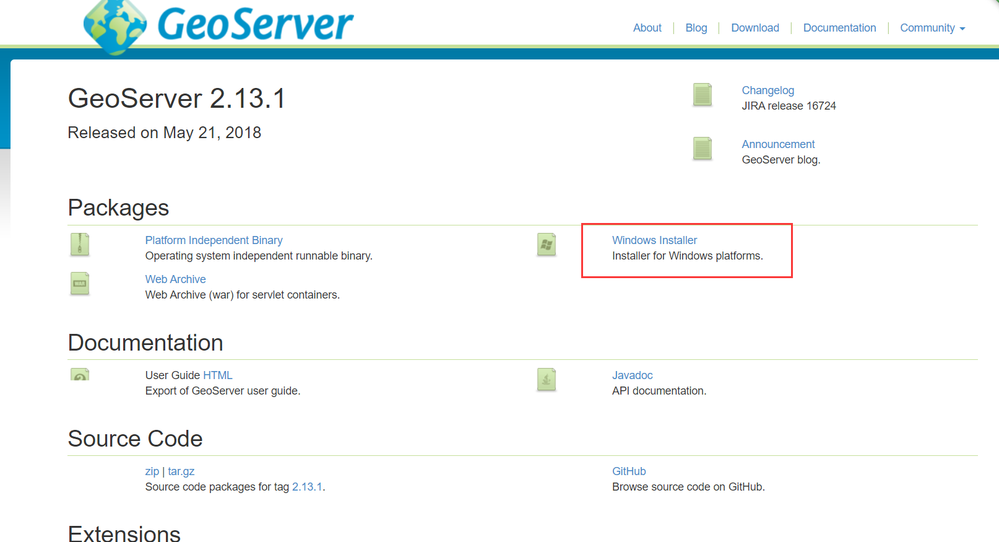 GeoServer
About
Blog
Download
Documentation
Community
GeoServer 2.13.1
Released on May 21, 2018
Changelog
JIRA release 16724
Announcement
GeoServer blog.
Packages
Platform Independent Binary
Operating system independent runnable binary.
Windows Installer
Installer for Windows platforms.
WAR
Web Archive
Web Archive (war) for servlet containers.
Documentation
User Guide HTML
Export of GeoServer user guide.
Javadoc
API documentation.
Source Code
zip | tar.gz
Source code packages for tag 2.13.1.
GitHub
Browse source code on GitHub.
Extensions